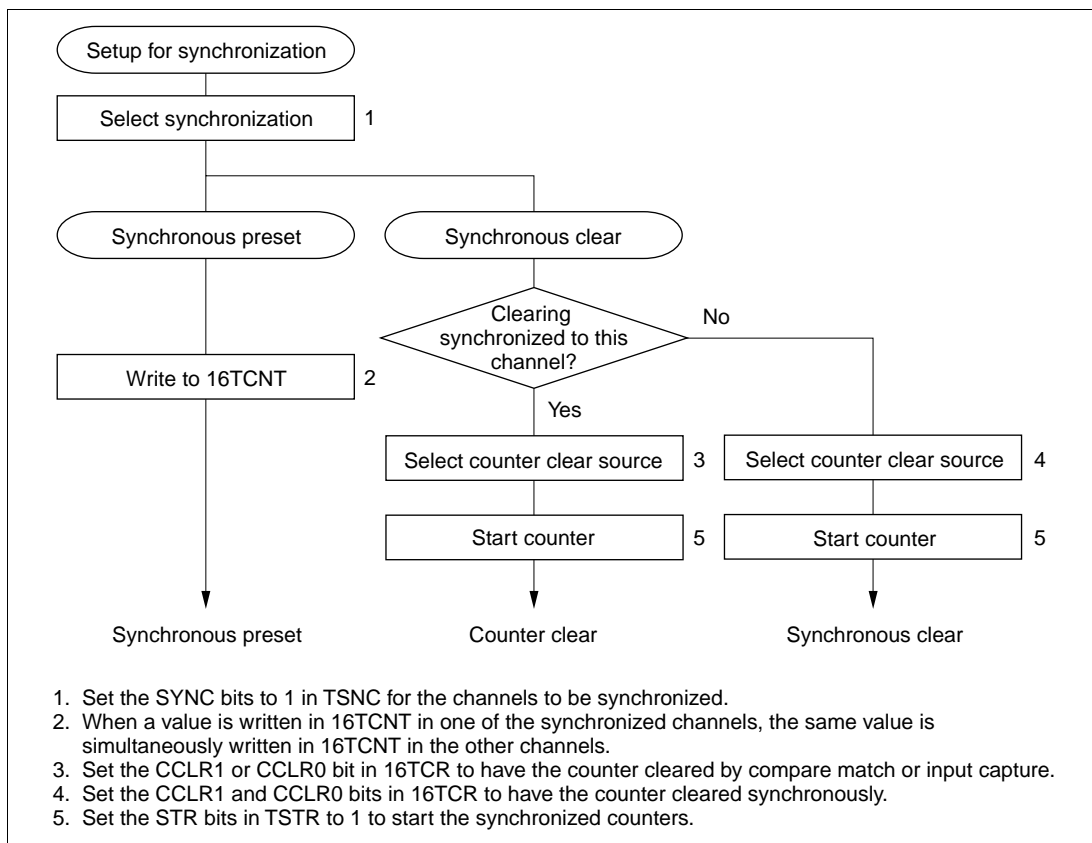 Setup for synchronization
Select synchronization 1
Synchronous preset Synchronous clear
Clearing
synchronized to this
channel?
No
Write to 16TCNT 2
Yes
Select counter clear source 3 Select counter clear source 4
Start counter 5 Start counter 5
Synchronous preset Counter clear Synchronous clear
1. Set the SYNC bits to 1 in TSNC for the channels to be synchronized.
2. When a value is written in 16TCNT in one of the synchronized channels, the same value is
simultaneously written in 16TCNT in the other channels.
3. Set the CCLR1 or CCLR0 bit in 16TCR to have the counter cleared by compare match or input capture.
4. Set the CCLR1 and CCLR0 bits in 16TCR to have the counter cleared synchronously.
5. Set the STR bits in TSTR to 1 to start the synchronized counters.